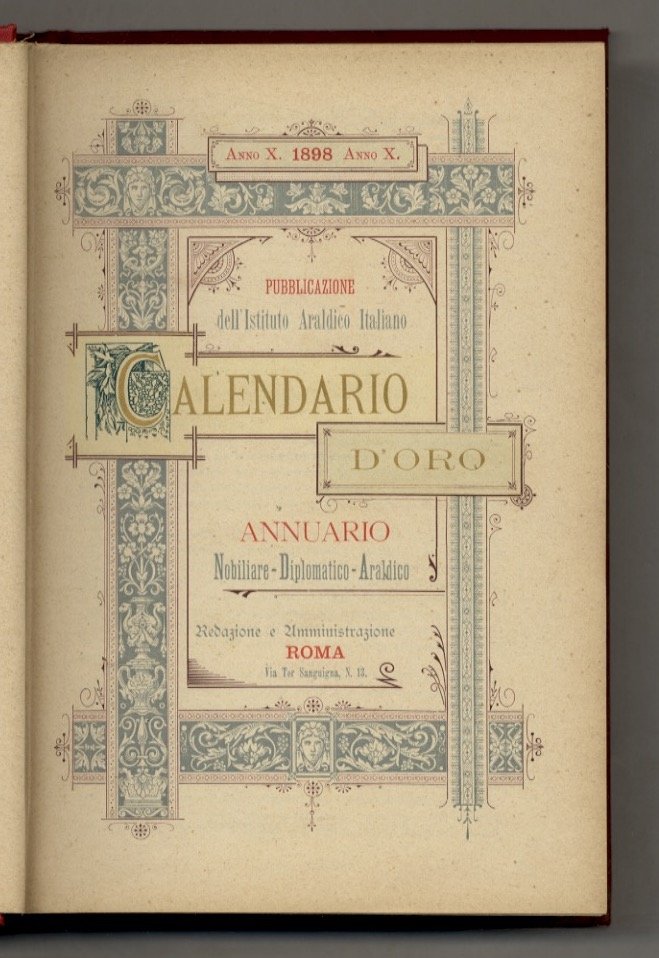 Anno X. 1898 Anno X.
PUBBLICAZIONE
dell'Istituto Araldico Italiano
CALENDARIO
D'ORO
ANNUARIO
Nobiliare-Diplomatico-Araldico
Redazione e Amministrazione
ROMA
Via Tor Sanguigna, N. 13.